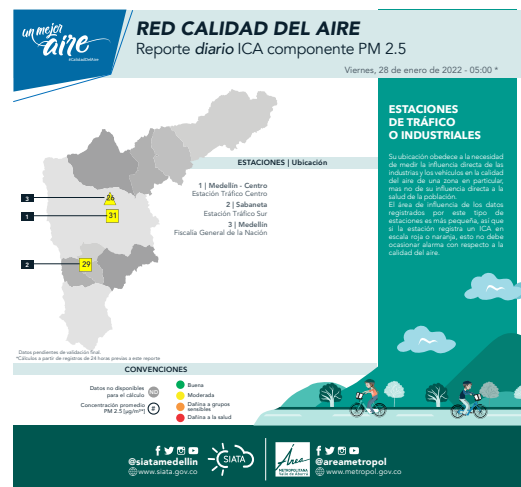 un mejor
aire
#CalidadDelAire
RED CALIDAD DEL AIRE
Reporte diario ICA componente PM 2.5
Viernes, 28 de enero de 2022 - 05:00 *
ESTACIONES
DE TRÁFICO
O INDUSTRIALES
Su ubicación obedece a la necesidad
de medir la influencia directa de las
industrias y los vehículos en la calidad
del aire de una zona en particular,
mas no de su influencia directa a la
salud de la población.
El área de influencia de los datos
registrados por este tipo de
estaciones es más pequeña, así que
si la estación registra un ICA en
escala roja o naranja, esto no debe
ocasionar alarma con respecto a la
calidad del aire.
ESTACIONES | Ubicación
1 | Medellín - Centro
Estación Tráfico Centro
2 | Sabaneta
Estación Tráfico Sur
3 | Medellín
Fiscalía General de la Nación
3
26
1
31
2
29
Datos pendientes de validación final.
*Cálculos a partir de registros de 24 horas previas a este reporte
CONVENCIONES
Datos no disponibles
para el cálculo
Concentración promedio
PM 2.5 [µg/m³]
#
Buena
Moderada
Dañina a grupos
sensibles
Dañina a la salud
@siatamedellin
www.siata.gov.co
SIATA
Área
METROPOLITANA
Valle de Aburrá
@areametropol
www.metropol.gov.co